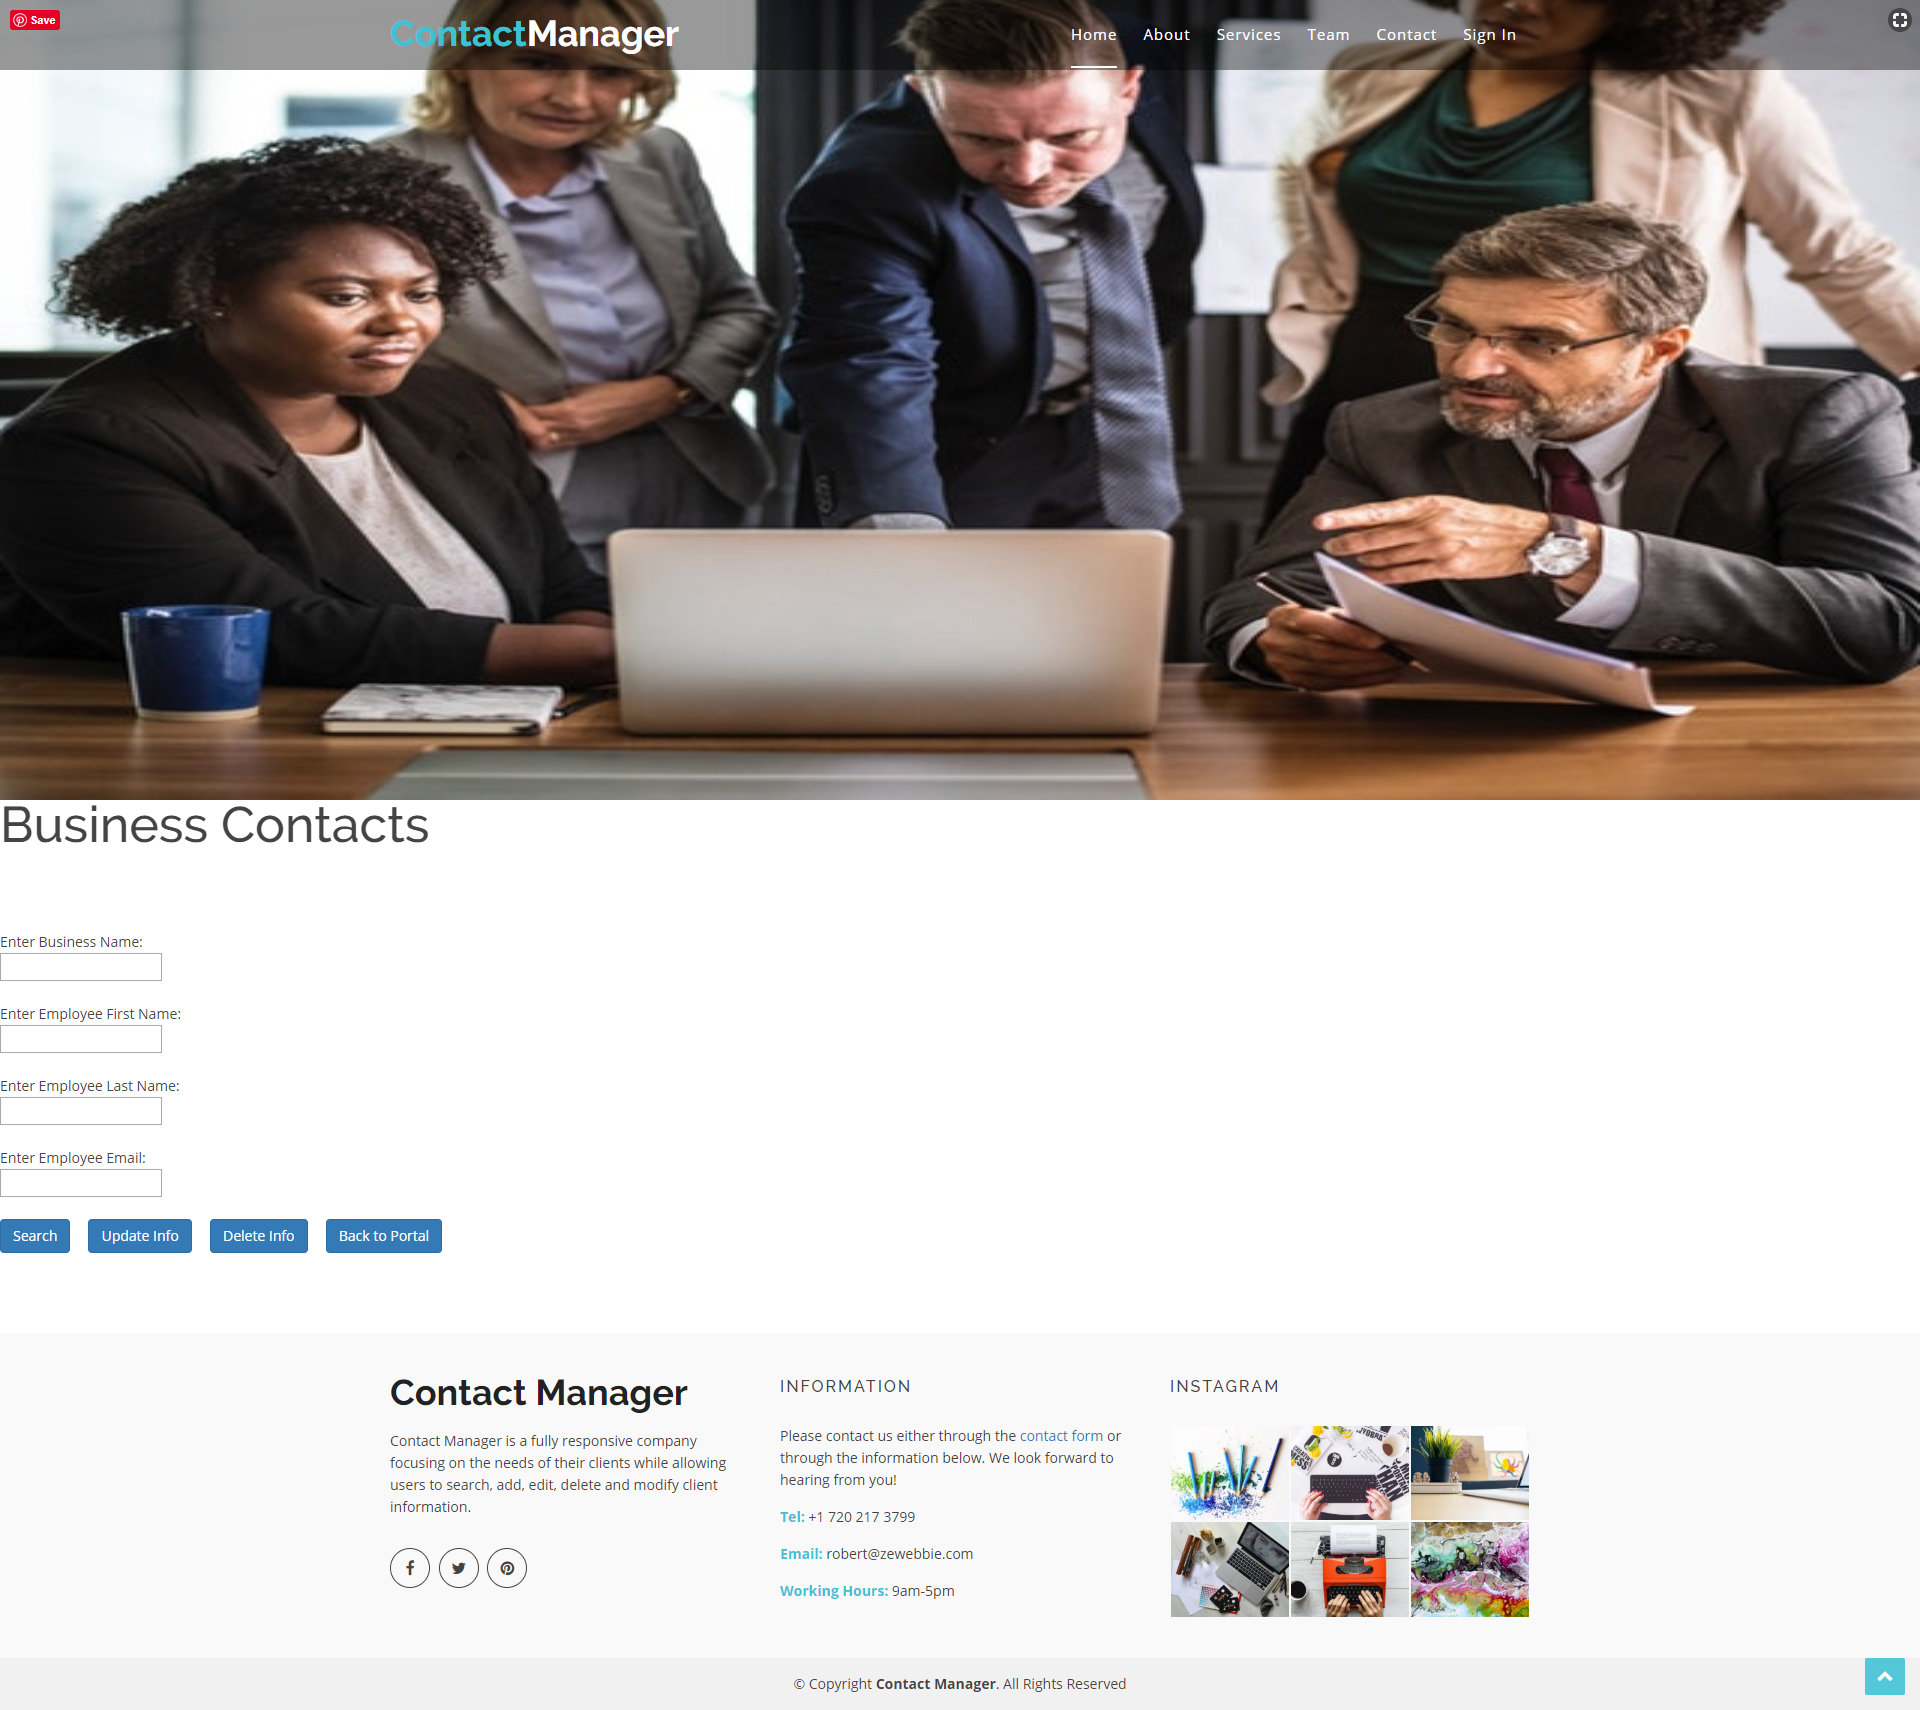 Save
ContactManager
Home About Services Team Contact Sign In
Business Contacts
Enter Business Name:
Enter Employee First Name:
Enter Employee Last Name:
Enter Employee Email:
Search Update Info Delete Info Back to Portal
Contact Manager
Contact Manager is a fully responsive company
focusing on the needs of their clients while allowing
users to search, add, edit, delete and modify client
information.
INFORMATION
Please contact us either through the contact form or
through the information below. We look forward to
hearing from you!
Tel: +1 720 217 3799
Email: robert@zewebbie.com
Working Hours: 9am-5pm
INSTAGRAM
© Copyright Contact Manager. All Rights Reserved